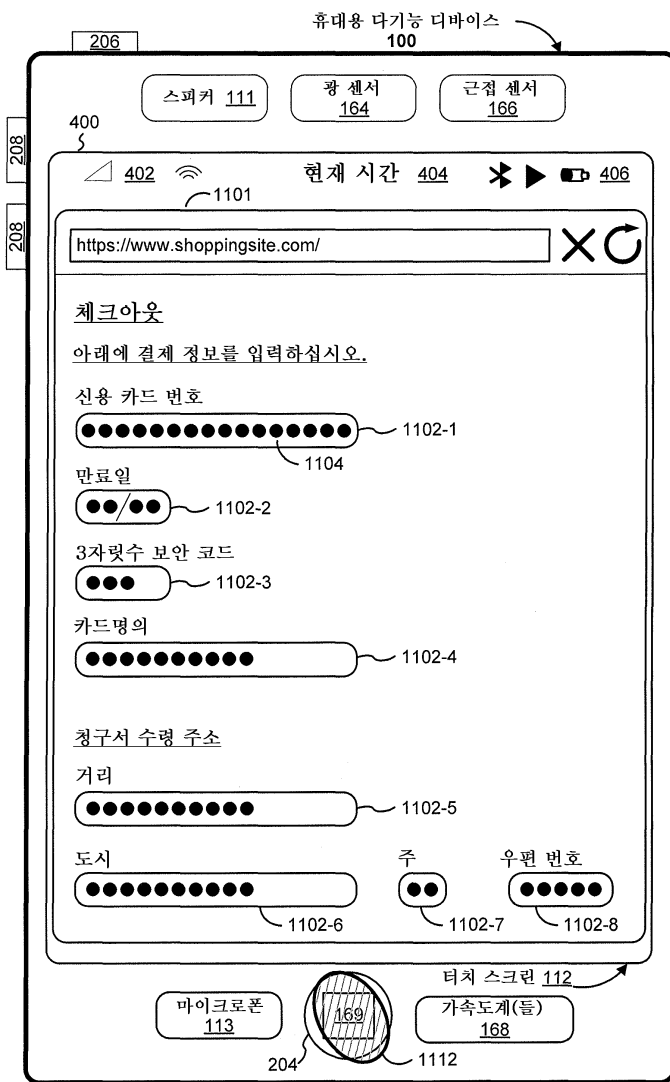 휴대용 다기능 디바이스
100
206
스피커 111
광 센서
164
근접 센서
166
208
208
400
402
현재 시간 404
406
1101
https://www.shoppingsite.com/
체크아웃
아래에 결제 정보를 입력하십시오.
신용 카드 번호
1102-1
1104
만료일
/
1102-2
3자릿수 보안 코드
1102-3
카드명의
1102-4
청구서 수령 주소
거리
1102-5
도시 주 우편 번호
1102-6 1102-7 1102-8
터치 스크린 112
마이크로폰
113
169
가속도계(들)
168
204
1112